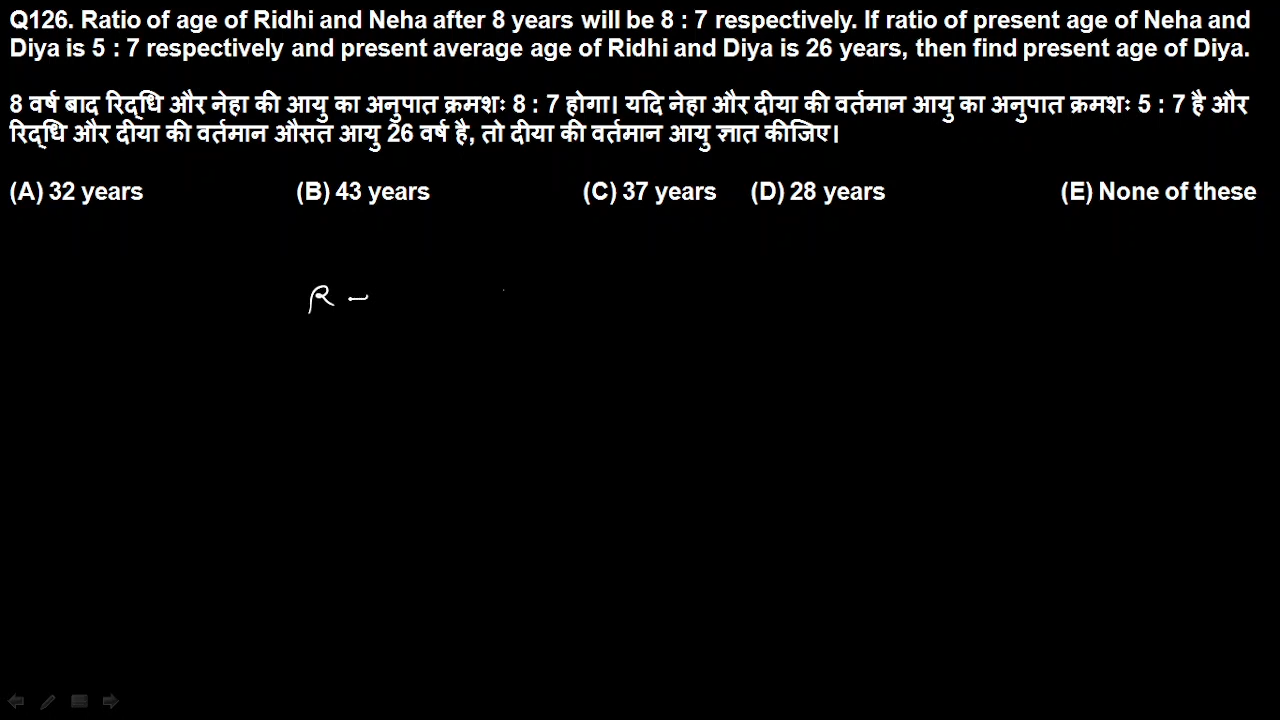 Q126. Ratio of age of Ridhi and Neha after 8 years will be 8 : 7 respectively. If ratio of present age of Neha and
Diya is 5 : 7 respectively and present average age of Ridhi and Diya is 26 years, then find present age of Diya.
8 वर्ष बाद रिद्धि और नेहा की आयु का अनुपात क्रमशः 8 : 7 होगा। यदि नेहा और दीया की वर्तमान आयु का अनुपात क्रमशः 5 : 7 है और
रिद्धि और दीया की वर्तमान औसत आयु 26 वर्ष है, तो दीया की वर्तमान आयु ज्ञात कीजिए।
(A) 32 years (B) 43 years (C) 37 years (D) 28 years (E) None of these
R –